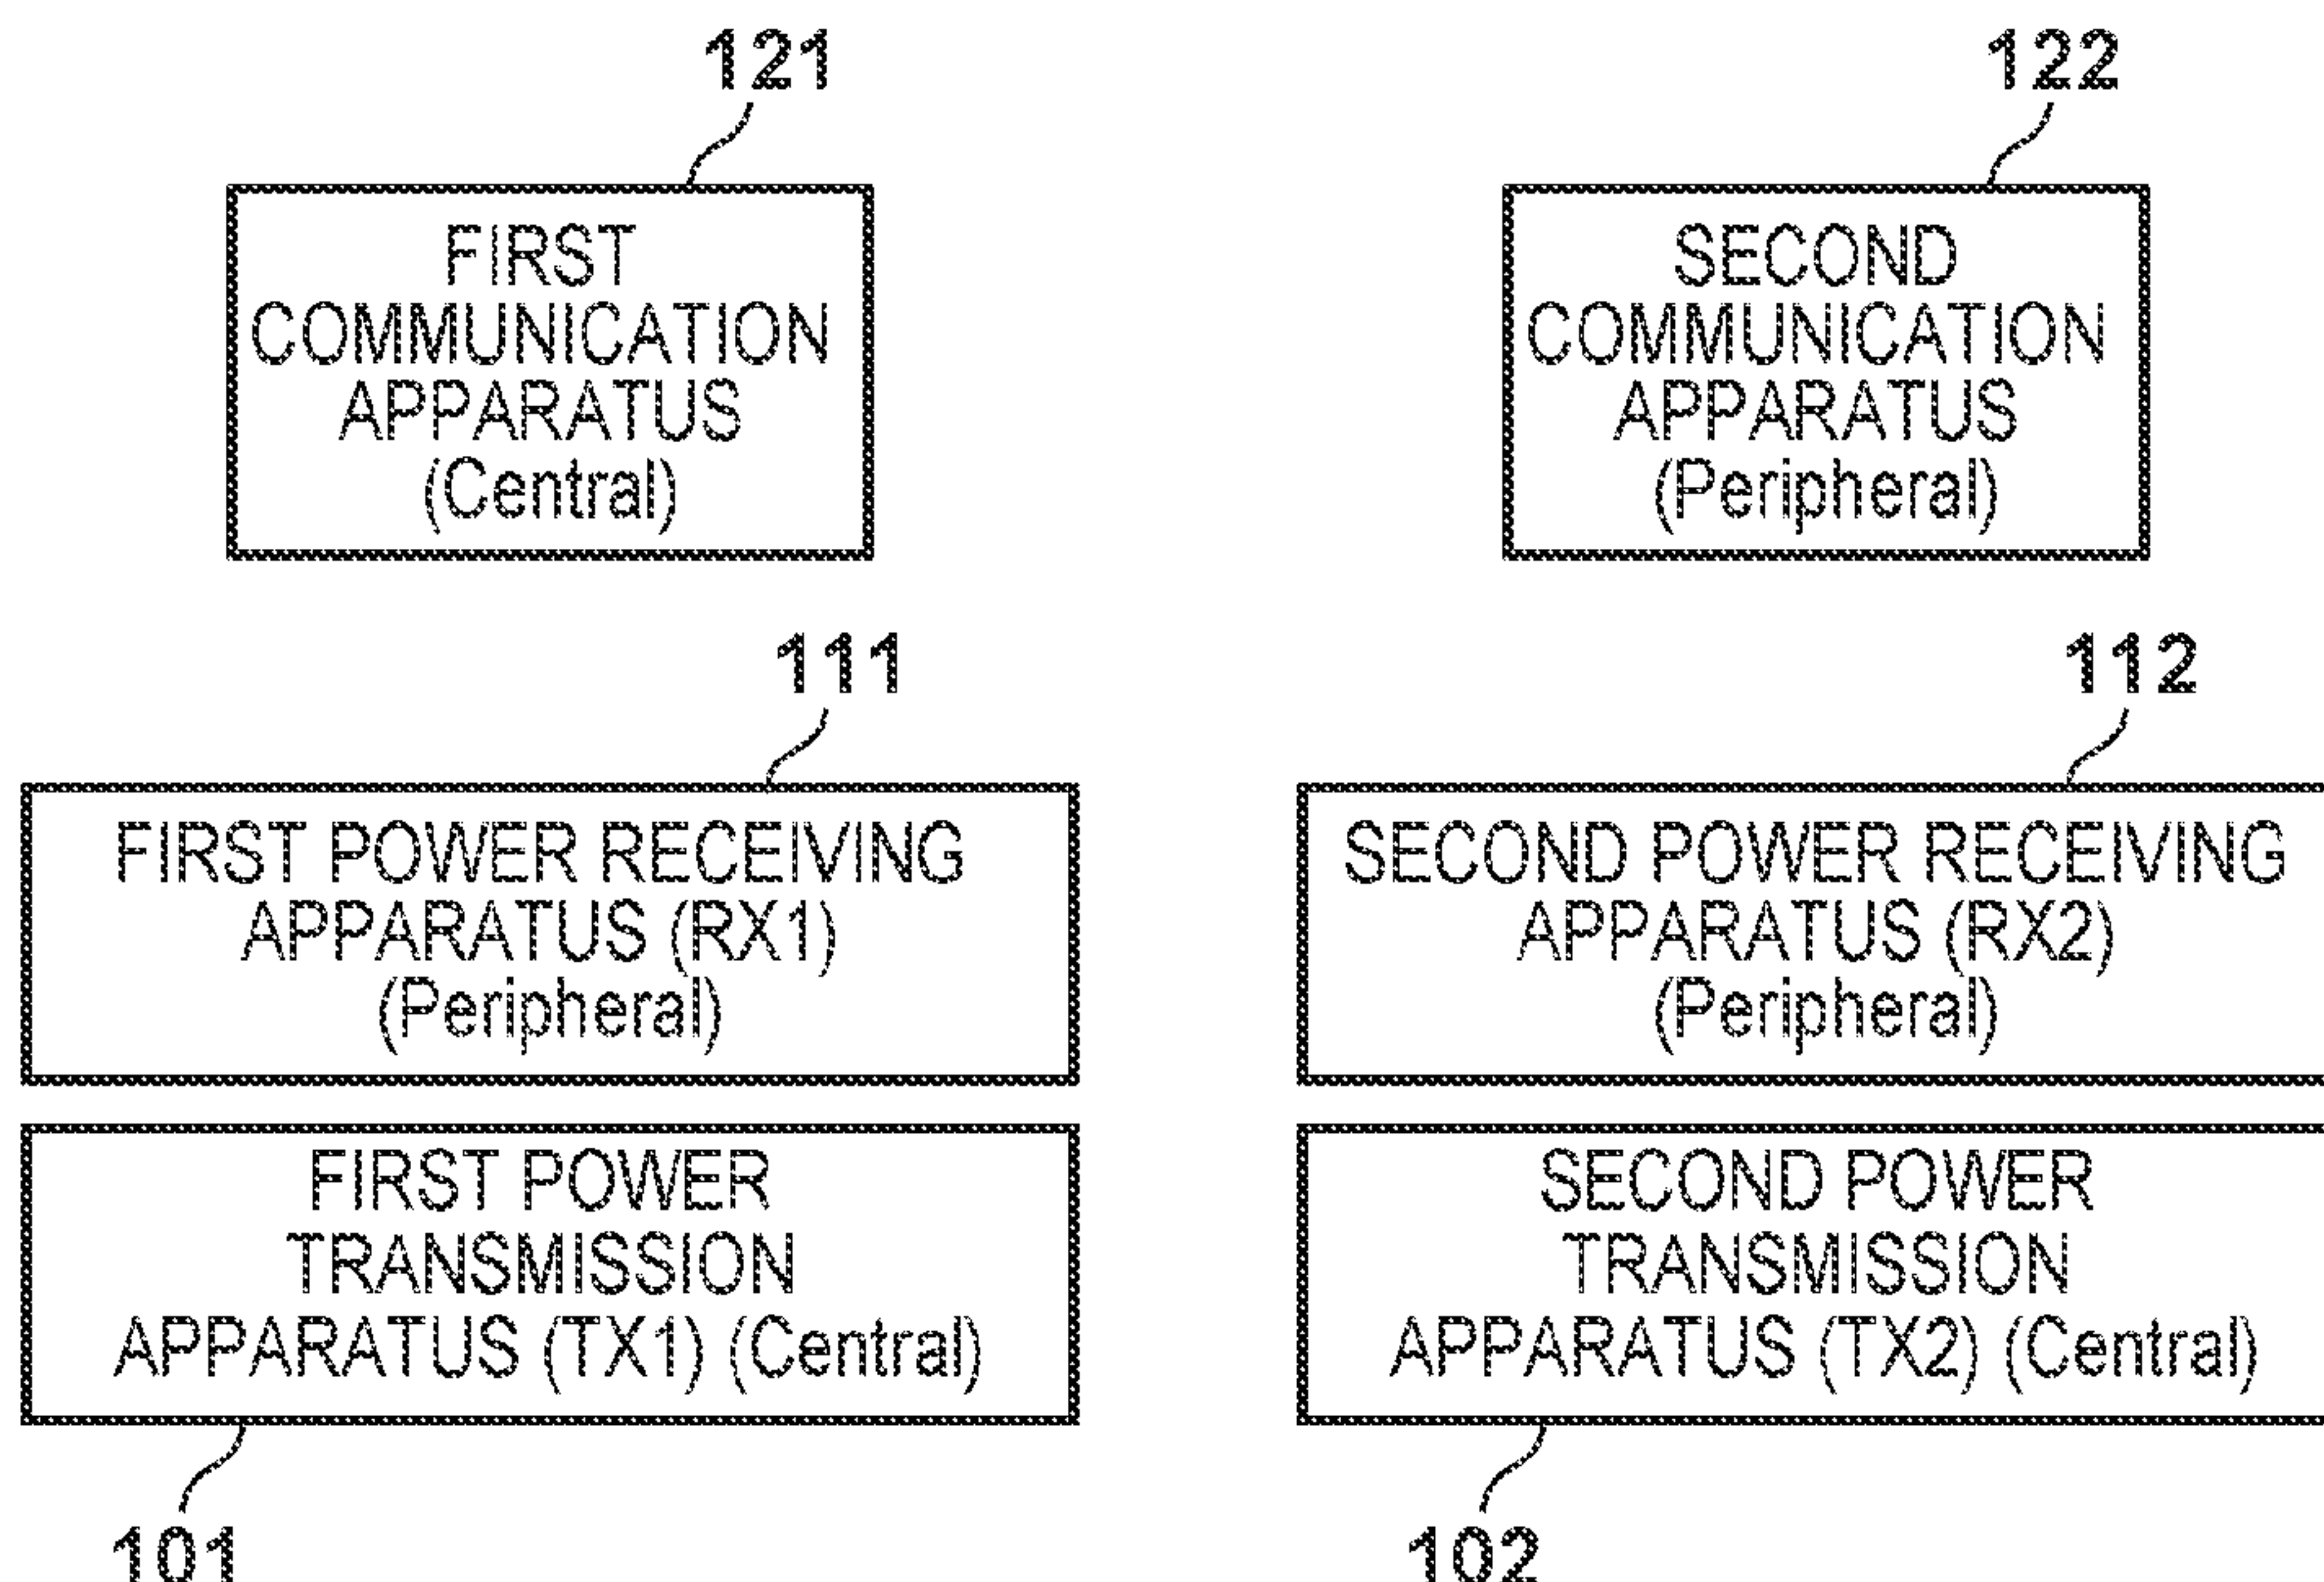 121
FIRST
COMMUNICATION
APPARATUS
(Central)
122
SECOND
COMMUNICATION
APPARATUS
(Peripheral)
111
FIRST POWER RECEIVING
APPARATUS (RX1)
(Peripheral)
112
SECOND POWER RECEIVING
APPARATUS (RX2)
(Peripheral)
FIRST POWER
TRANSMISSION
APPARATUS (TX1) (Central)
101
SECOND POWER
TRANSMISSION
APPARATUS (TX2) (Central)
102